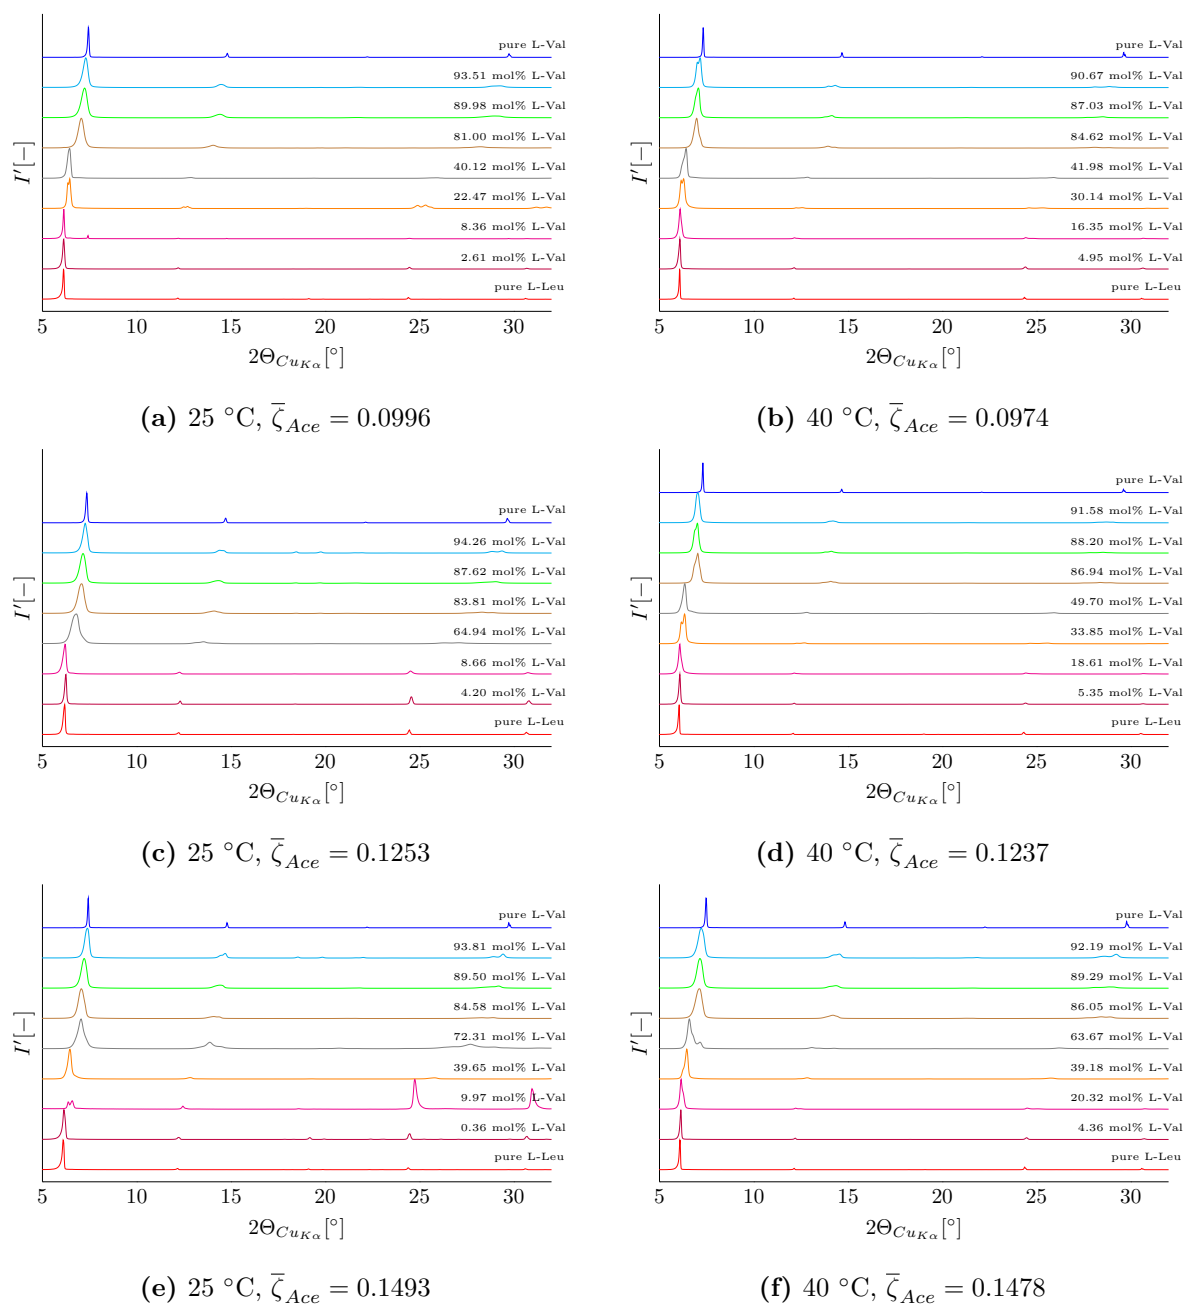 pure L-Val
93.51 mol% L-Val
89.98 mol% L-Val
81.00 mol% L-Val
40.12 mol% L-Val
22.47 mol% L-Val
8.36 mol% L-Val
2.61 mol% L-Val
pure L-Leu
I′[−]
5 10 15 20 25 30
2Θ_{Cu_{Kα}}[°]
(a) 25 °C, ζ̅_{Ace} = 0.0996
pure L-Val
90.67 mol% L-Val
87.03 mol% L-Val
84.62 mol% L-Val
41.98 mol% L-Val
30.14 mol% L-Val
16.35 mol% L-Val
4.95 mol% L-Val
pure L-Leu
I′[−]
5 10 15 20 25 30
2Θ_{Cu_{Kα}}[°]
(b) 40 °C, ζ̅_{Ace} = 0.0974
pure L-Val
94.26 mol% L-Val
87.62 mol% L-Val
83.81 mol% L-Val
64.94 mol% L-Val
8.66 mol% L-Val
4.20 mol% L-Val
pure L-Leu
I′[−]
5 10 15 20 25 30
2Θ_{Cu_{Kα}}[°]
(c) 25 °C, ζ̅_{Ace} = 0.1253
pure L-Val
91.58 mol% L-Val
88.20 mol% L-Val
86.94 mol% L-Val
49.70 mol% L-Val
33.85 mol% L-Val
18.61 mol% L-Val
5.35 mol% L-Val
pure L-Leu
I′[−]
5 10 15 20 25 30
2Θ_{Cu_{Kα}}[°]
(d) 40 °C, ζ̅_{Ace} = 0.1237
pure L-Val
93.81 mol% L-Val
89.50 mol% L-Val
84.58 mol% L-Val
72.31 mol% L-Val
39.65 mol% L-Val
9.97 mol% L-Val
0.36 mol% L-Val
pure L-Leu
I′[−]
5 10 15 20 25 30
2Θ_{Cu_{Kα}}[°]
(e) 25 °C, ζ̅_{Ace} = 0.1493
pure L-Val
92.19 mol% L-Val
89.29 mol% L-Val
86.05 mol% L-Val
63.67 mol% L-Val
39.18 mol% L-Val
20.32 mol% L-Val
4.36 mol% L-Val
pure L-Leu
I′[−]
5 10 15 20 25 30
2Θ_{Cu_{Kα}}[°]
(f) 40 °C, ζ̅_{Ace} = 0.1478